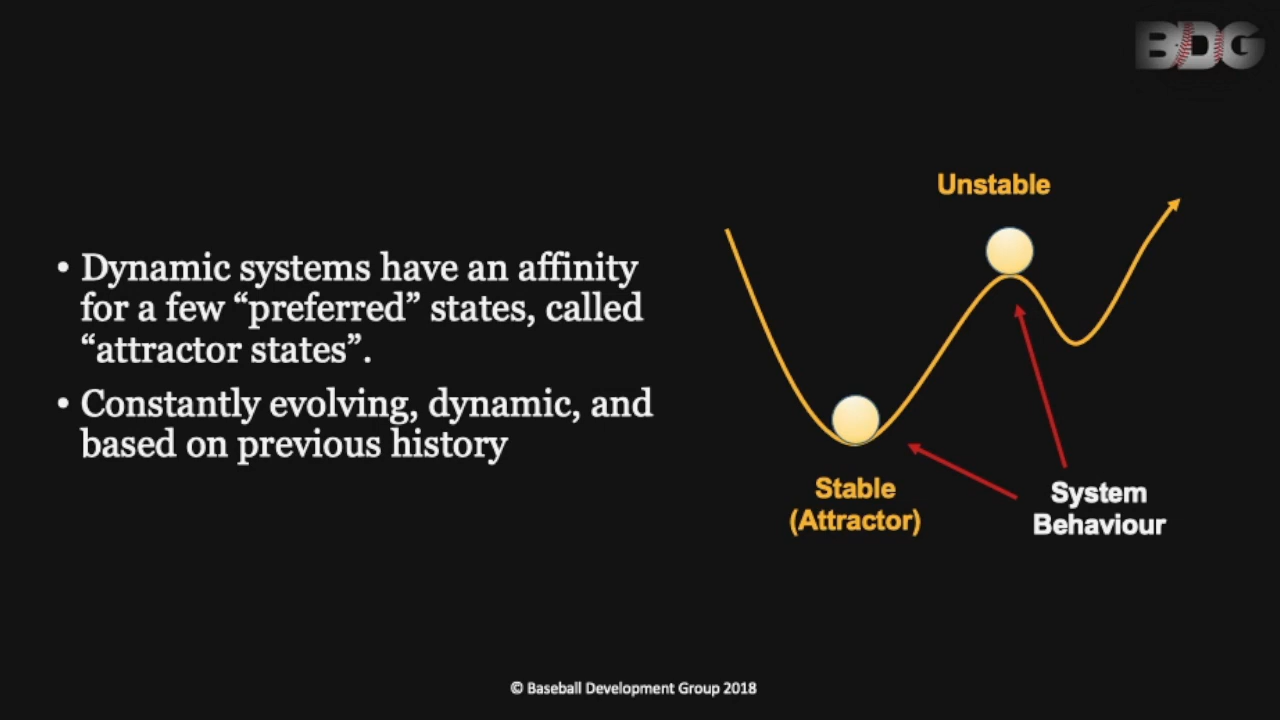 BDG
Unstable
• Dynamic systems have an affinity
for a few “preferred” states, called
“attractor states”.
• Constantly evolving, dynamic, and
based on previous history
Stable
(Attractor)
System
Behaviour
© Baseball Development Group 2018